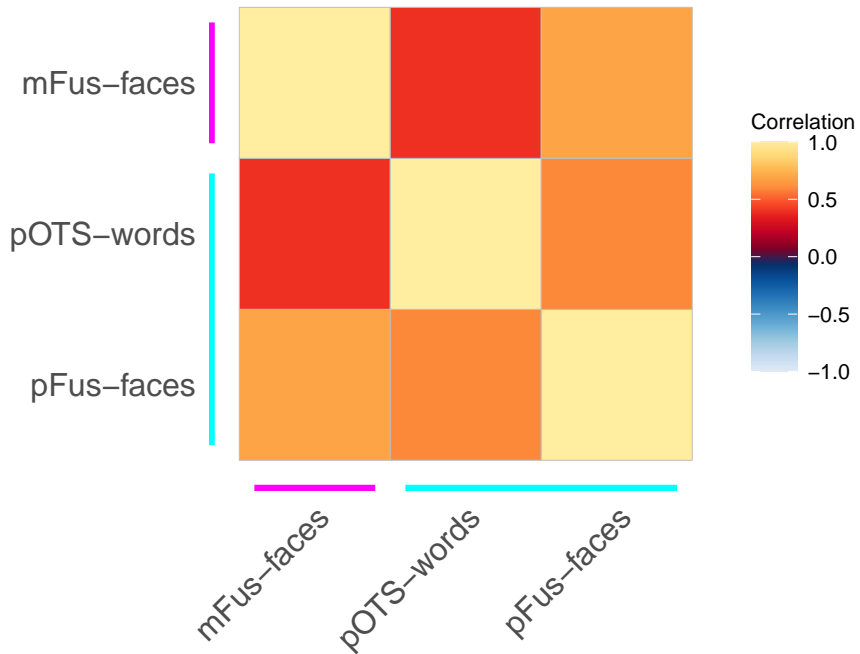 mFus−faces
pOTS−words
pFus−faces
mFus−faces
pOTS−words
pFus−faces
Correlation
1.0
0.5
0.0
−0.5
−1.0